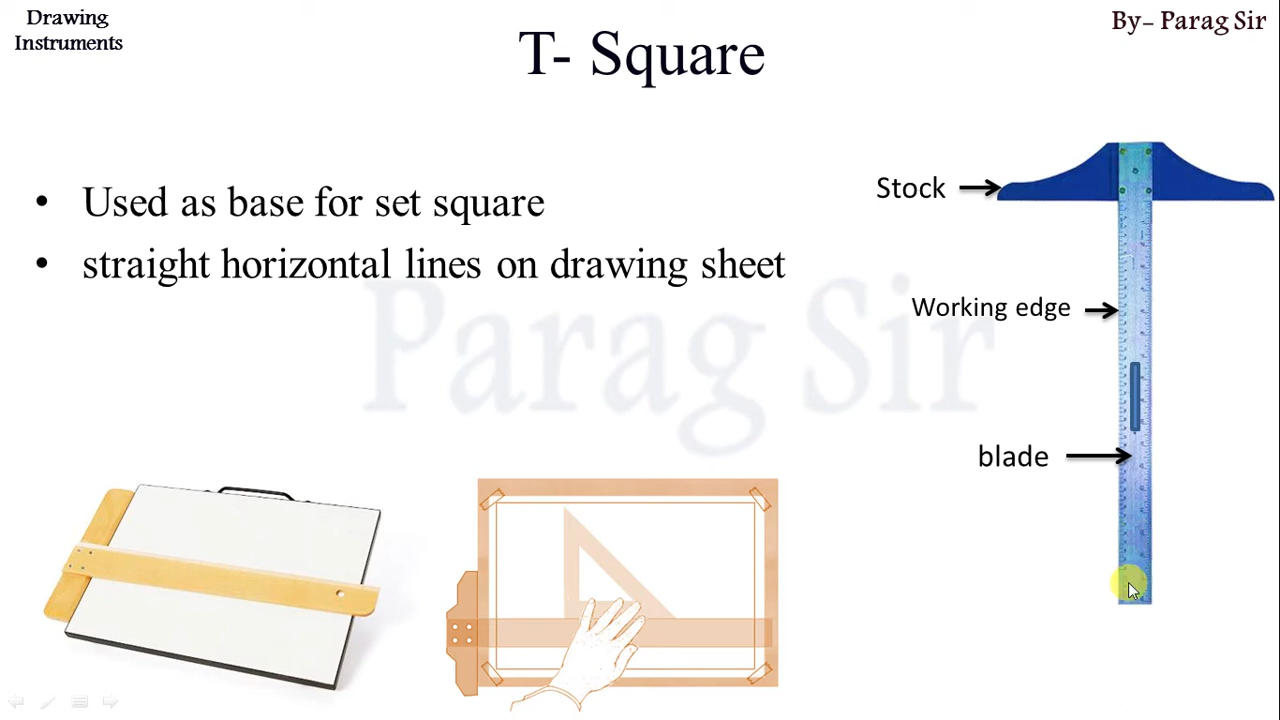 Drawing
Instruments
By- Parag Sir
T- Square
• Used as base for set square
• straight horizontal lines on drawing sheet
Stock
Working edge
blade
Parag Sir